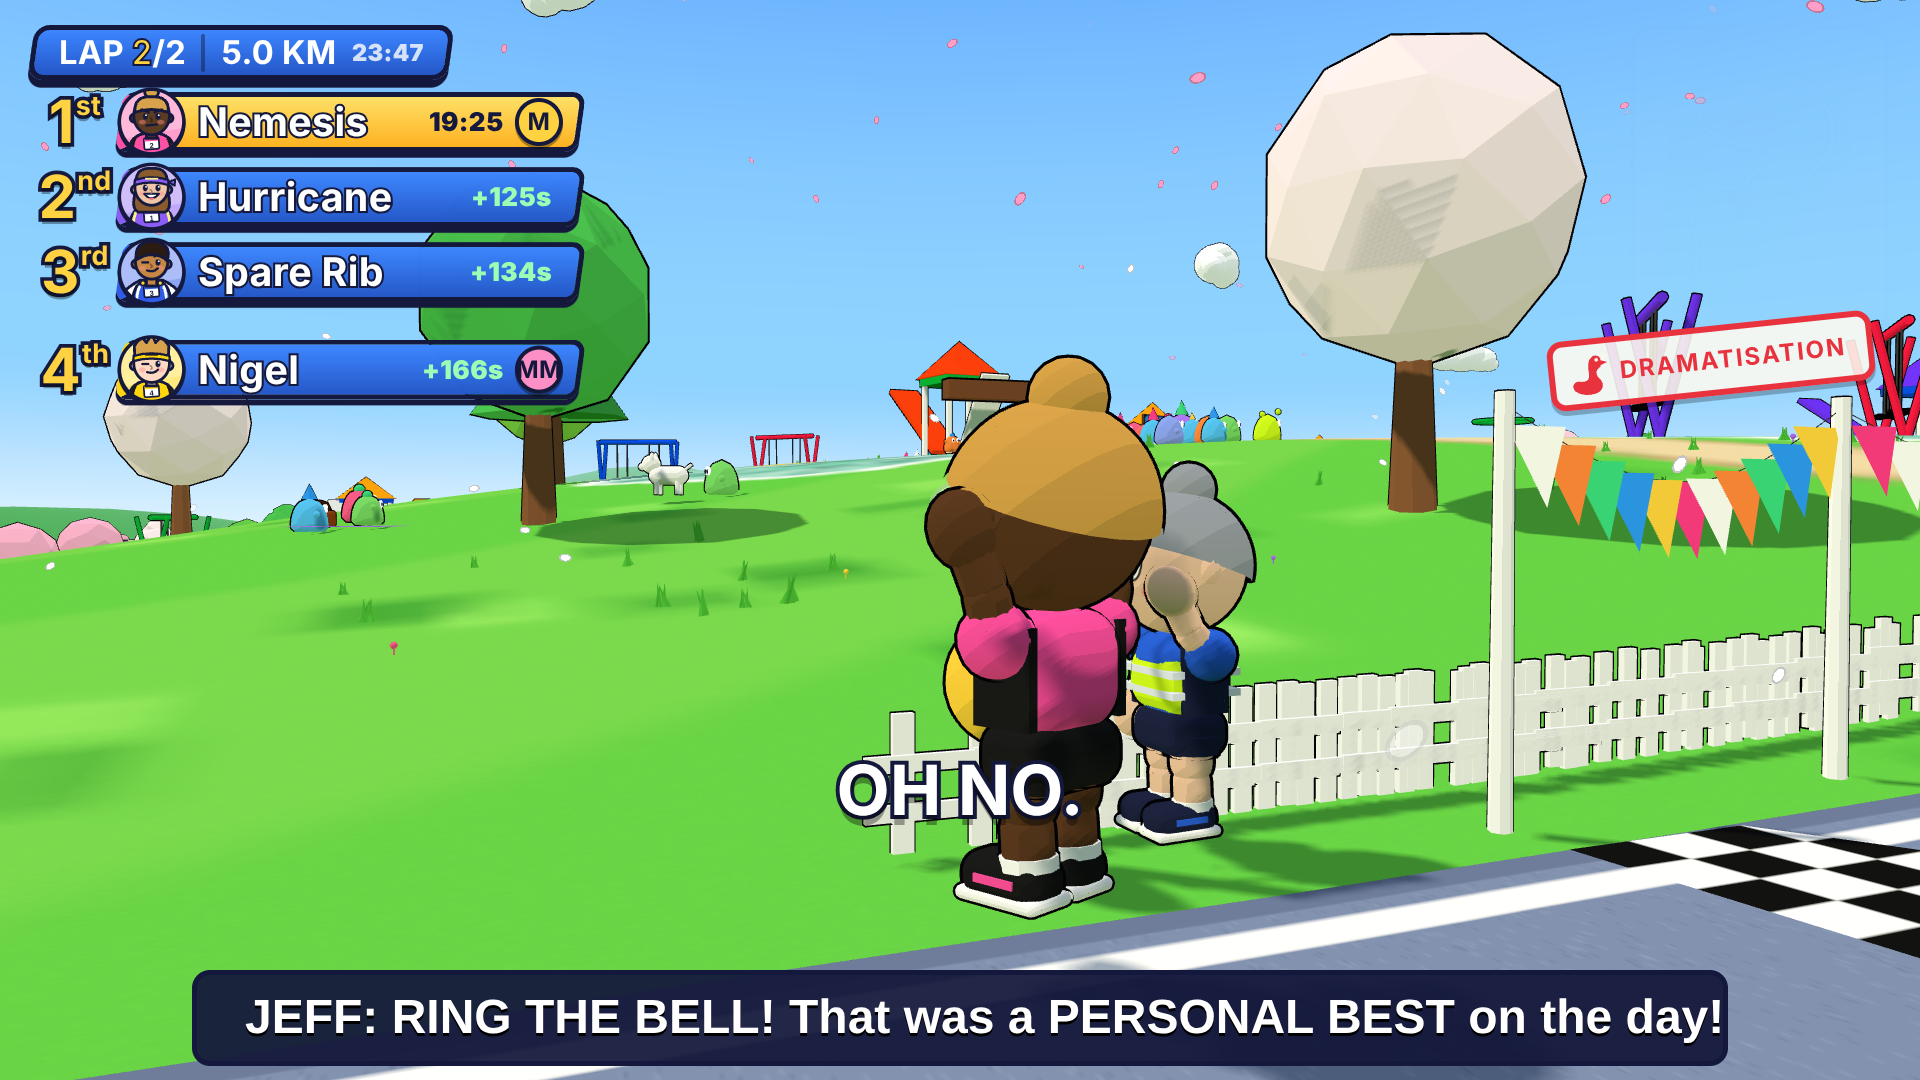 LAP 2/2 5.0 KM 23:47
1st Nemesis 19:25 M
2nd Hurricane +125s
3rd Spare Rib +134s
4th Nigel +166s MM
DRAMATISATION
OH NO.
JEFF: RING THE BELL! That was a PERSONAL BEST on the day!